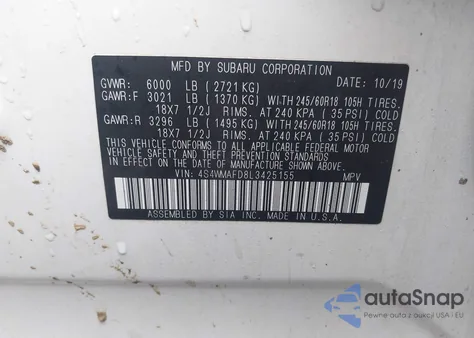 MFD BY SUBARU CORPORATION
GVWR: 6000 LB (2721 KG) DATE: 10/19
GAWR:F 3021 LB (1370 KG) WITH 245/60R18 105H TIRES,
18X7 1/2J RIMS. AT 240 KPA (35 PSI) COLD
GAWR:R 3296 LB (1495 KG) WITH 245/60R18 105H TIRES,
18X7 1/2J RIMS. AT 240 KPA (35 PSI) COLD
THIS VEHICLE CONFORMS TO ALL APPLICABLE FEDERAL MOTOR
VEHICLE SAFETY AND THEFT PREVENTION STANDARDS IN
EFFECT ON THE DATE OF MANUFACTURE SHOWN ABOVE.
VIN: 4S4WMAFD8L3425155 MPV
ASSEMBLED BY SIA INC. MADE IN U.S.A.
autoSnap
Pewne auto z aukcji USA i EU